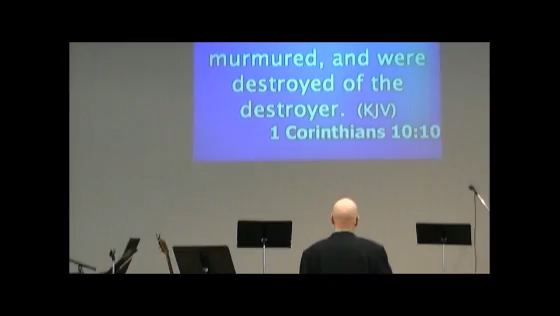 murmured, and were
destroyed of the
destroyer. (KJV)
1 Corinthians 10:10